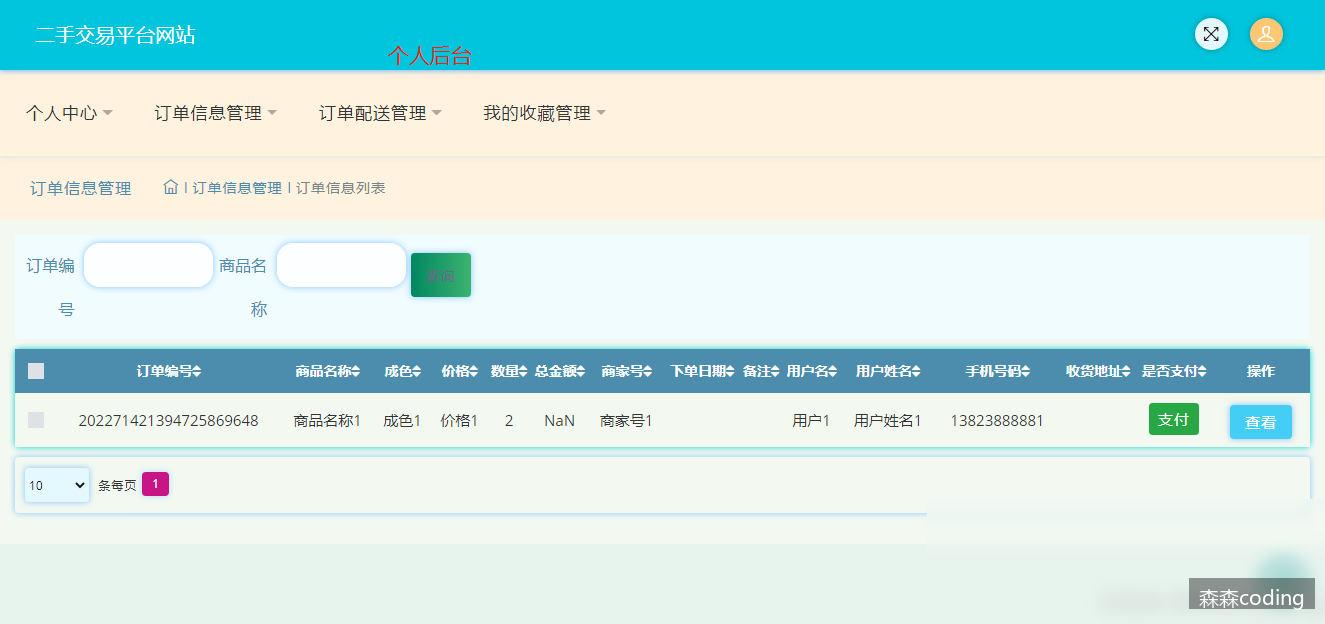 二手交易平台网站
个人后台
个人中心 订单信息管理 订单配送管理 我的收藏管理
订单信息管理 订单信息管理 订单信息列表
订单编号 商品名称 查询
订单编号 商品名称 成色 价格 数量 总金额 商家号 下单日期 备注 用户名 用户姓名 手机号码 收货地址 是否支付 操作
202271421394725869648 商品名称1 成色1 价格1 2 NaN 商家号1 用户1 用户姓名1 13823888881 支付 查看
10 条每页 1
森森coding